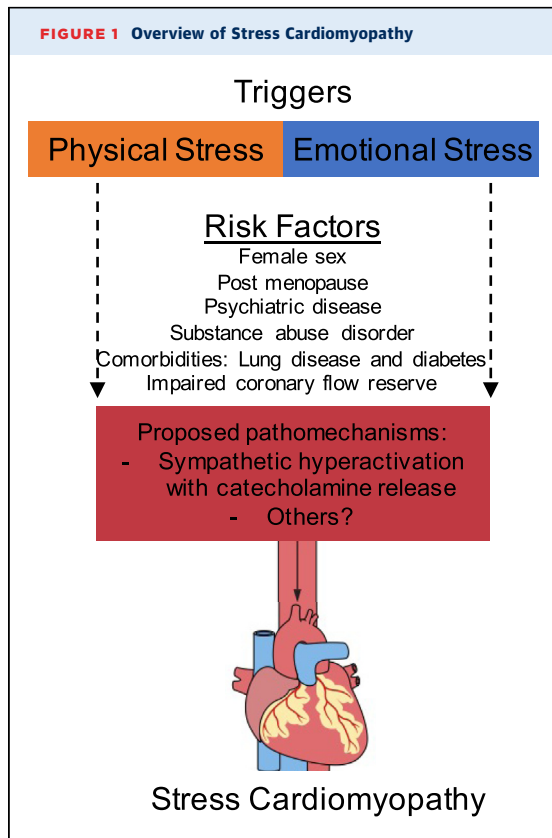 FIGURE 1 Overview of Stress Cardiomyopathy
Triggers
Physical Stress Emotional Stress
Risk Factors
Female sex
Post menopause
Psychiatric disease
Substance abuse disorder
Comorbidities: Lung disease and diabetes
Impaired coronary flow reserve
Proposed pathomechanisms:
- Sympathetic hyperactivation
with catecholamine release
- Others?
Stress Cardiomyopathy